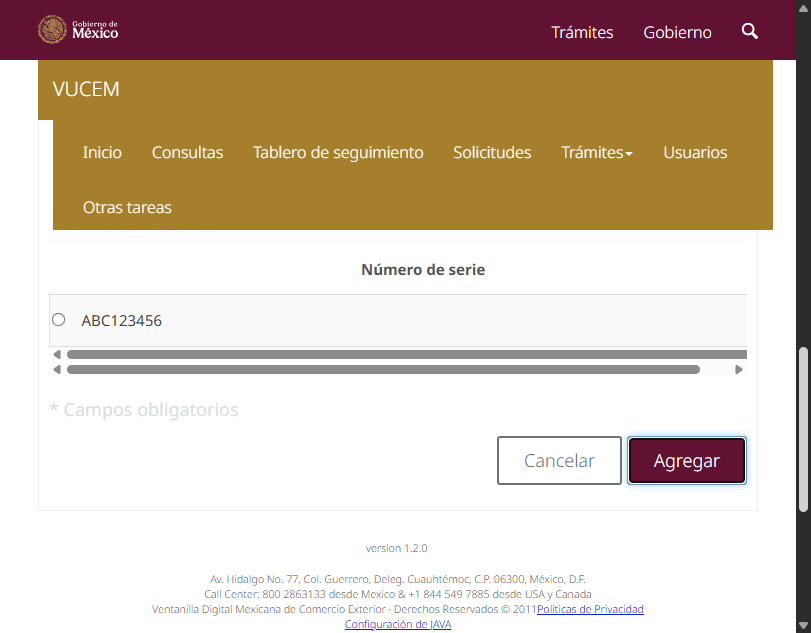 Gobierno de
México
Trámites Gobierno
VUCEM
Inicio Consultas Tablero de seguimiento Solicitudes Trámites Usuarios
Otras tareas
Número de serie
ABC123456
* Campos obligatorios
Cancelar Agregar
version 1.2.0
Av. Hidalgo No. 77, Col. Guerrero, Deleg. Cuauhtémoc, C.P. 06300, México, D.F.
Call Center: 800 2863133 desde Mexico & +1 844 549 7885 desde USA y Canada
Ventanilla Digital Mexicana de Comercio Exterior - Derechos Reservados © 2011Políticas de Privacidad
Configuración de JAVA